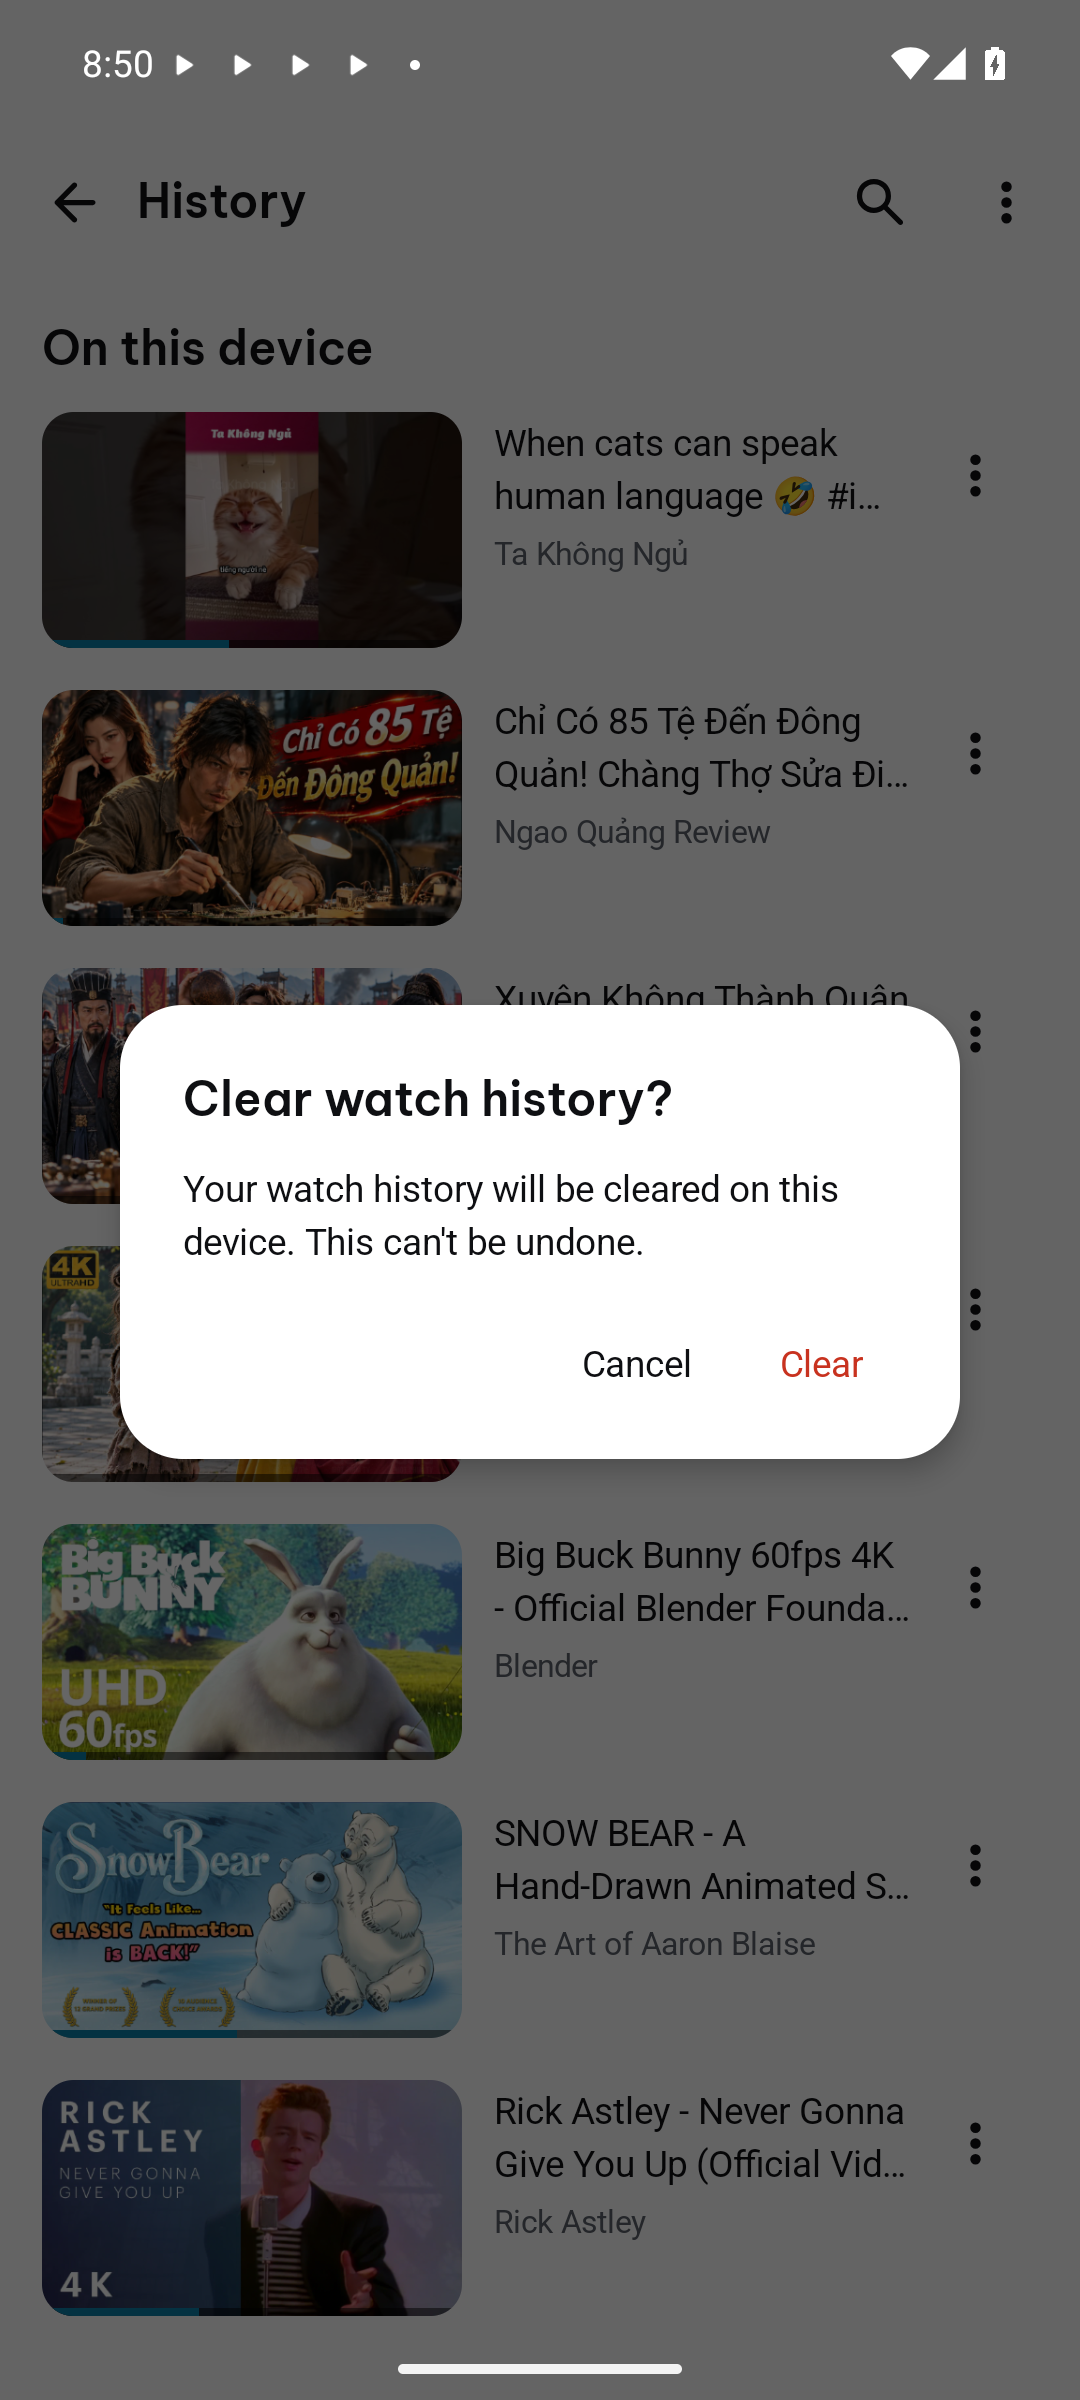 8:50
History
On this device
Ta Không Ngủ
tiếng người hả
When cats can speak
human language 🤣 #i...
Ta Không Ngủ
Chỉ Có 85 Tệ
Đến Đông Quản!
Chỉ Có 85 Tệ Đến Đông
Quản! Chàng Thợ Sửa Đi...
Ngao Quảng Review
Xuyên Không Thành Quân
Clear watch history?
Your watch history will be cleared on this
device. This can't be undone.
Cancel
Clear
4K
ULTRAHD
Big Buck
BUNNY
UHD
60fps
Big Buck Bunny 60fps 4K
- Official Blender Founda...
Blender
SnowBear
"It Feels Like...
CLASSIC Animation
is BACK!"
SNOW BEAR - A
Hand-Drawn Animated S...
The Art of Aaron Blaise
RICK
ASTLEY
NEVER GONNA
GIVE YOU UP
4K
Rick Astley - Never Gonna
Give You Up (Official Vid...
Rick Astley